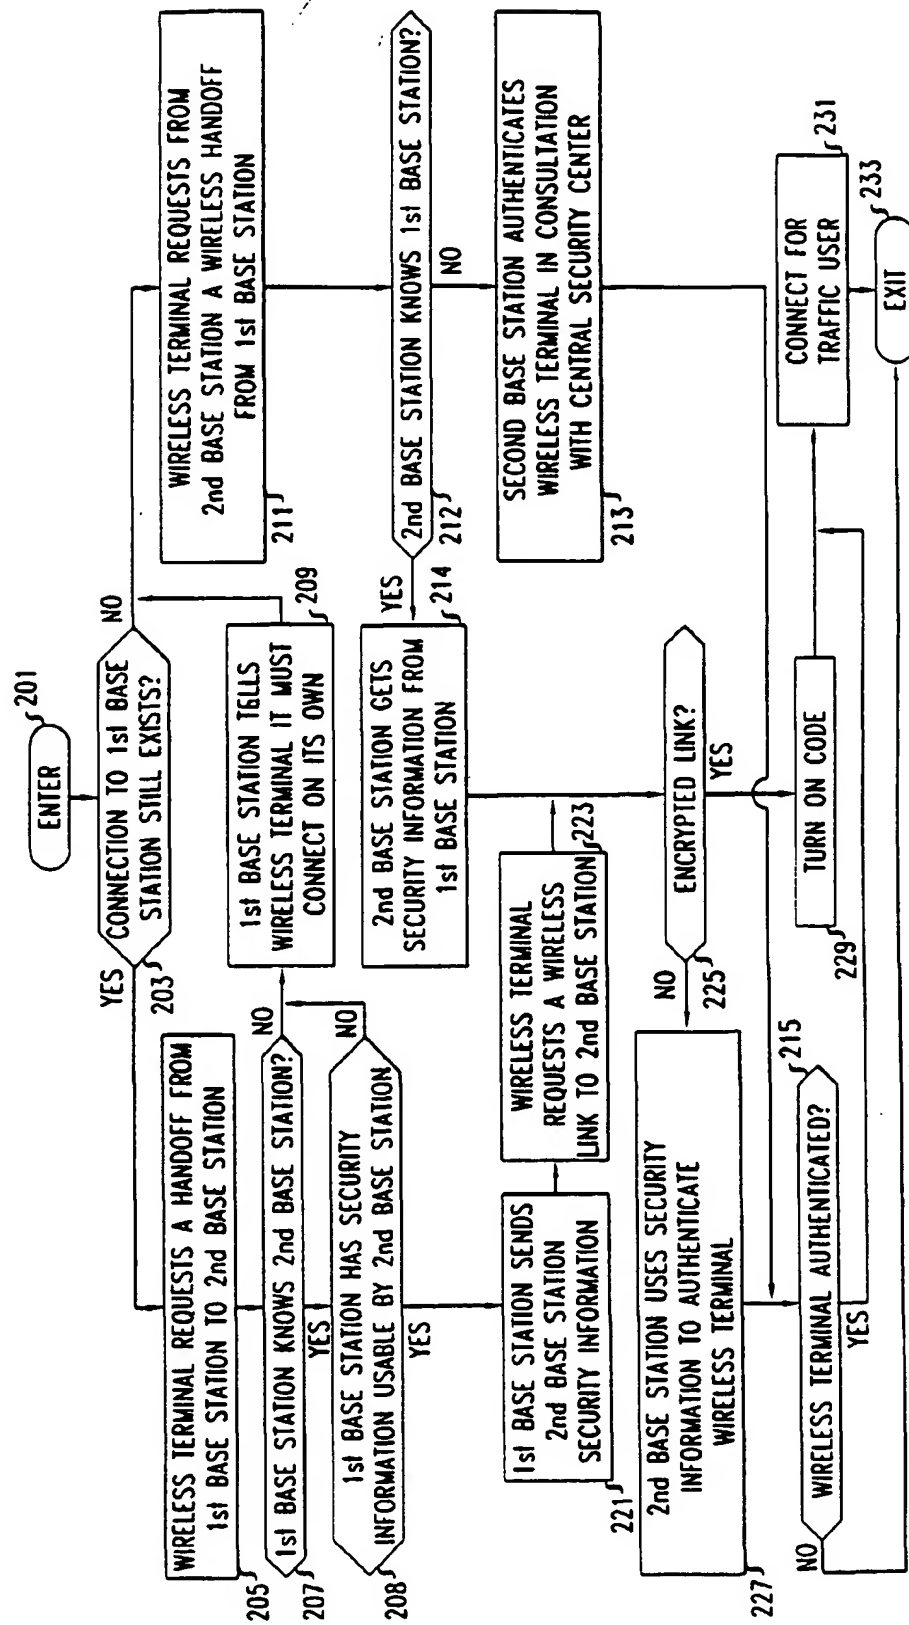 ENTER
201
CONNECTION TO 1st BASE
STATION STILL EXISTS?
203
YES
NO
WIRELESS TERMINAL REQUESTS A HANDOFF FROM
1st BASE STATION TO 2nd BASE STATION
205
1st BASE STATION KNOWS 2nd BASE STATION?
207
NO
YES
1st BASE STATION HAS SECURITY
INFORMATION USABLE BY 2nd BASE STATION
208
NO
YES
1st BASE STATION TELLS
WIRELESS TERMINAL IT MUST
CONNECT ON ITS OWN
209
WIRELESS TERMINAL REQUESTS FROM
2nd BASE STATION A WIRELESS HANDOFF
FROM 1st BASE STATION
211
2nd BASE STATION KNOWS 1st BASE STATION?
212
YES
NO
2nd BASE STATION GETS
SECURITY INFORMATION FROM
1st BASE STATION
214
SECOND BASE STATION AUTHENTICATES
WIRELESS TERMINAL IN CONSULTATION
WITH CENTRAL SECURITY CENTER
213
1st BASE STATION SENDS
2nd BASE STATION
SECURITY INFORMATION
221
WIRELESS TERMINAL
REQUESTS A WIRELESS
LINK TO 2nd BASE STATION
223
ENCRYPTED LINK?
225
NO
YES
2nd BASE STATION USES SECURITY
INFORMATION TO AUTHENTICATE
WIRELESS TERMINAL
227
TURN ON CODE
229
WIRELESS TERMINAL AUTHENTICATED?
215
NO
YES
CONNECT FOR
TRAFFIC USER
231
EXIT
233